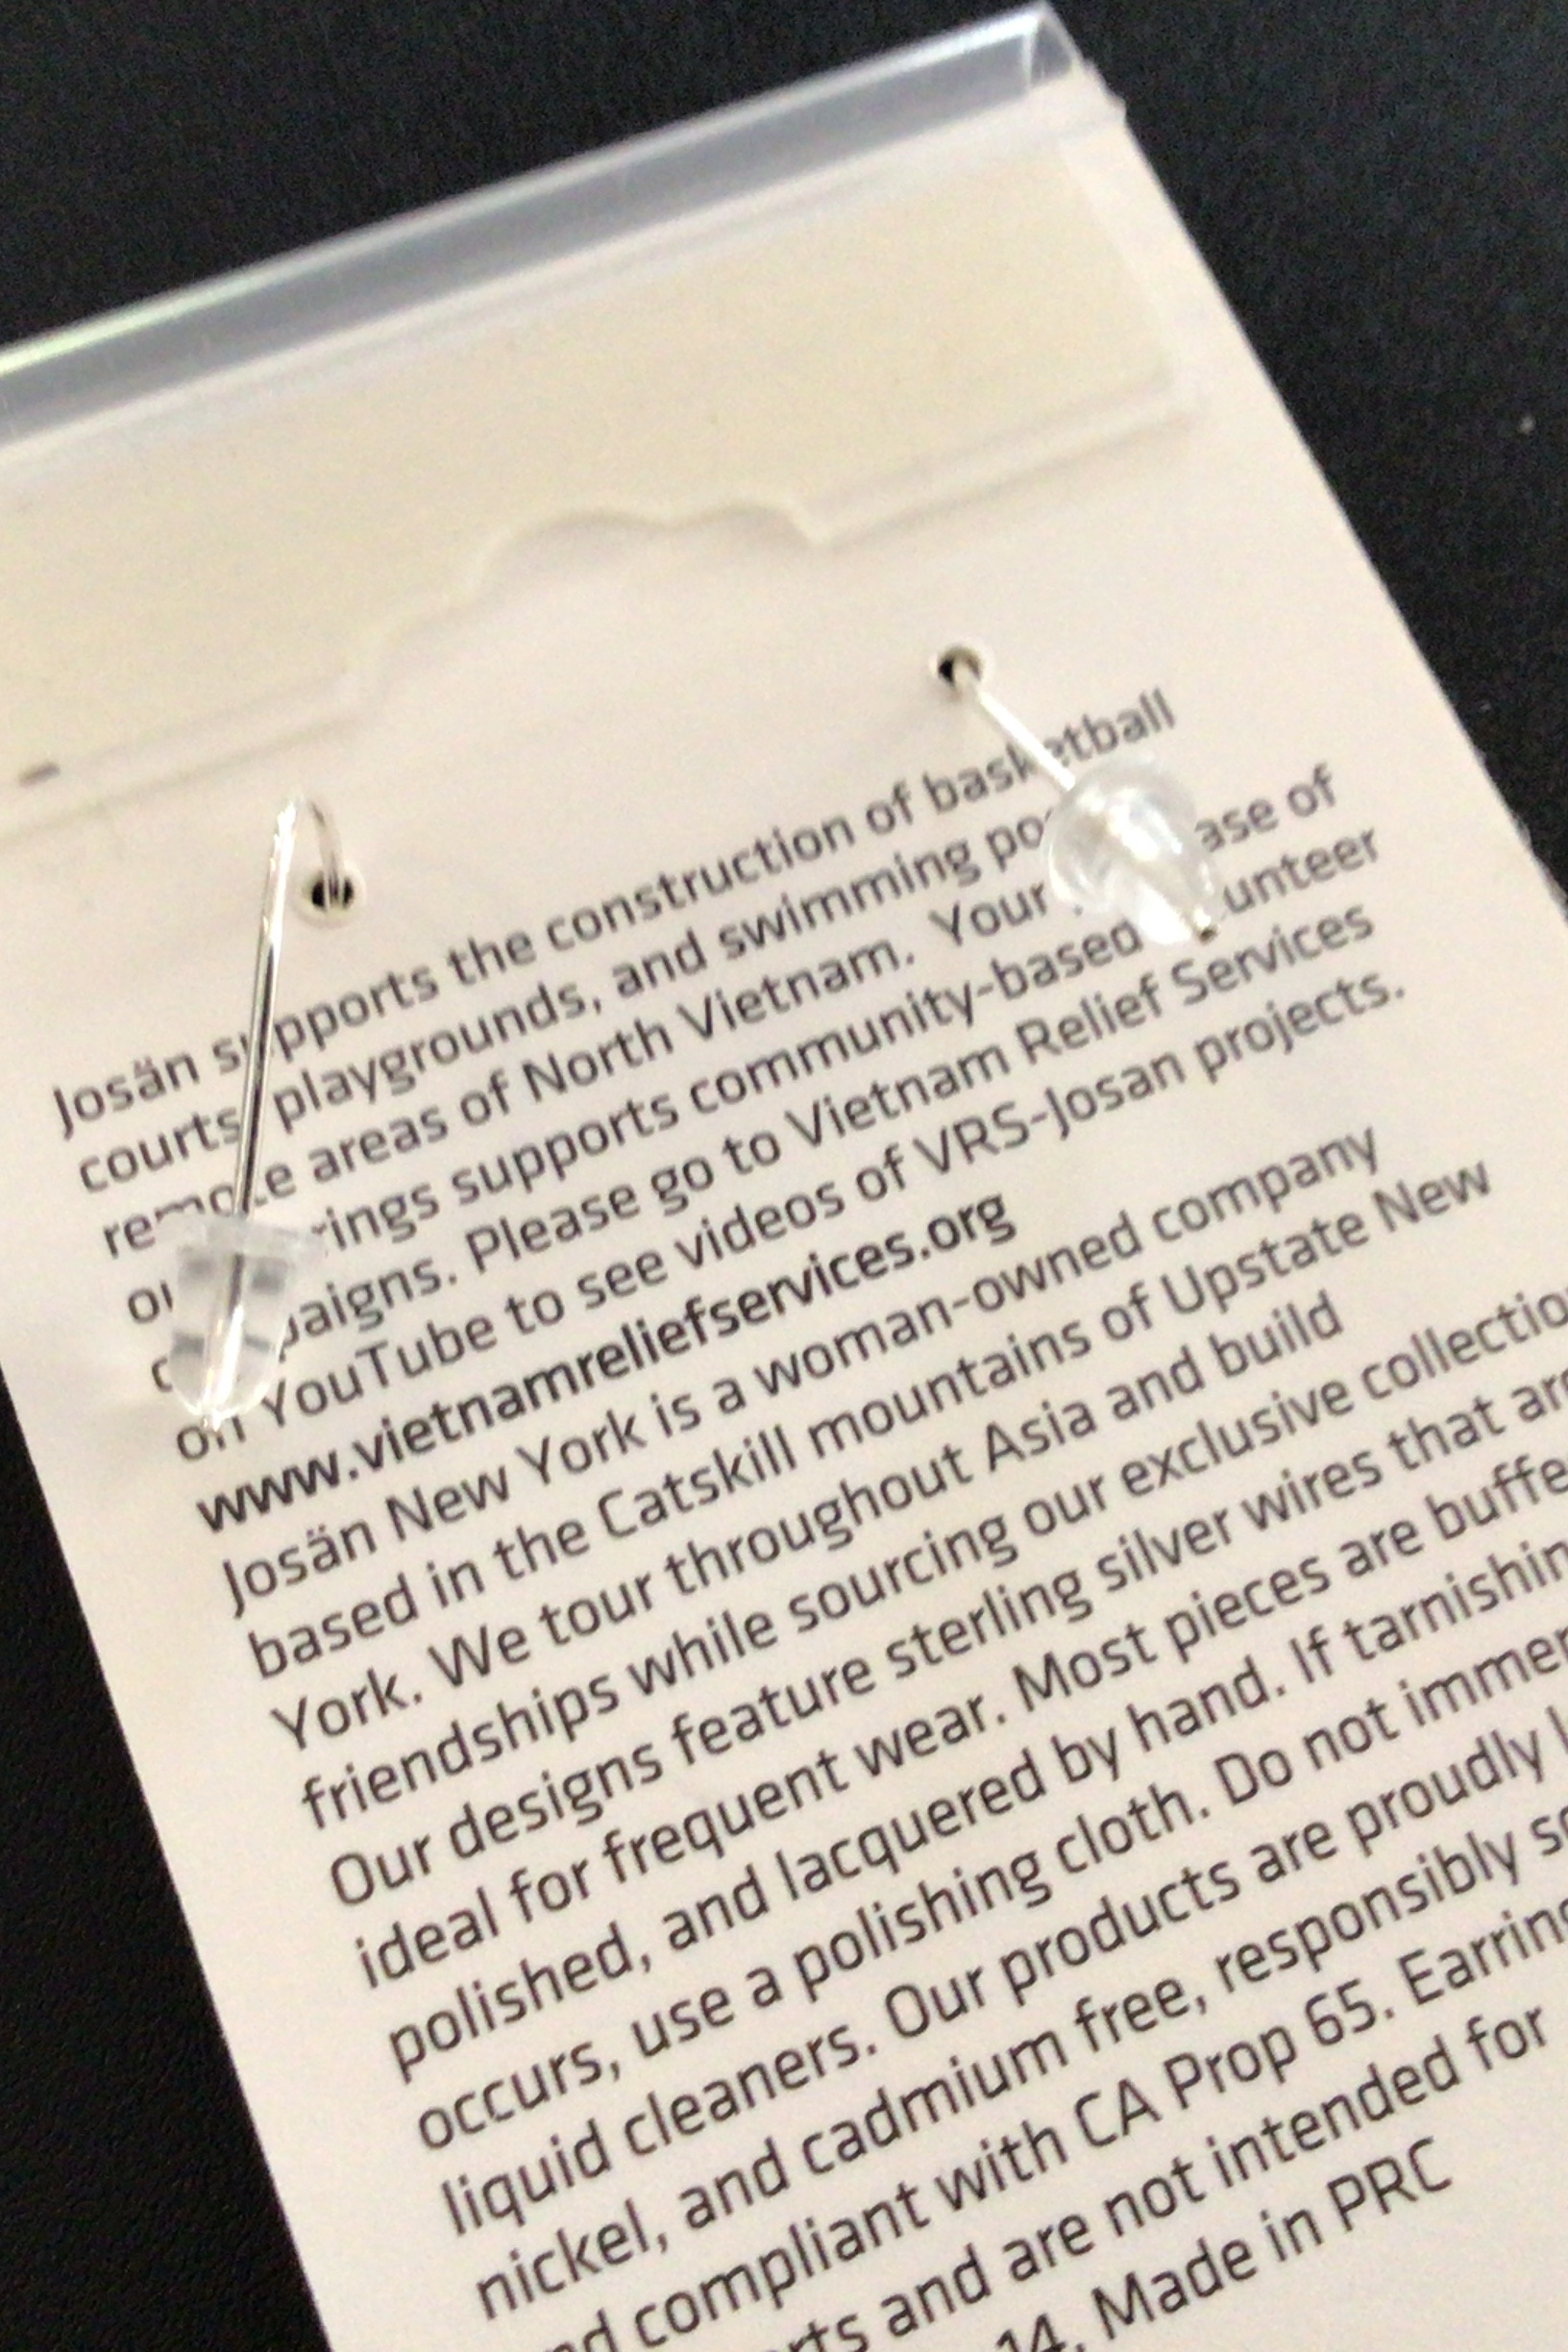 Josän supports the construction of basketball
courts, playgrounds, and swimming
remote areas of North Vietnam. Your of
supports community-based
Please go to Vietnam Relief Services
on YouTube to see videos of VRS-Josan projects.
www.vietnamreliefservices.org
Josän New York is a woman-owned company
based in the Catskill mountains of Upstate New
York. We tour throughout Asia and build
friendships while sourcing our exclusive
Our designs feature sterling silver wires that
ideal for frequent wear. Most pieces are
polished, and lacquered by hand. If
occurs, use a polishing cloth. Do not
liquid cleaners. Our products are proudly
nickel, and cadmium free, responsibly
compliant with CA Prop 65.
and are not intended for
14. Made in PRC